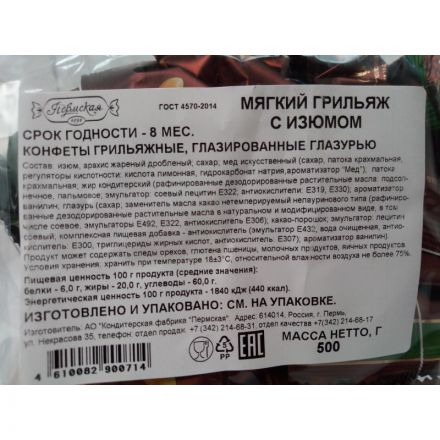 Пермская
ГОСТ 4570-2014
МЯГКИЙ ГРИЛЬЯЖ
С ИЗЮМОМ
СРОК ГОДНОСТИ - 8 МЕС.
КОНФЕТЫ ГРИЛЬЯЖНЫЕ, ГЛАЗИРОВАННЫЕ ГЛАЗУРЬЮ
Состав: изюм, арахис жареный дробленый; сахар; мед искусственный (сахар, патока крахмальная,
регуляторы кислотности: кислота лимонная, гидрокарбонат натрия,ароматизатор "Мед"), патока
крахмальная, жир кондитерский (рафинированные дезодорированные растительные масла: подсол-
нечное, пальмовое, эмульгаторы: соевый лецитин Е322, антиокислители: Е319, Е330); ароматизатор
ванилин; глазурь (сахар, заменитель масла какао нетемперируемый нелауринового типа (рафиниро-
ванные дезодорированные растительные масла в натуральном и модифицированном виде, в том
числе соевое, эмульгаторы Е492, Е322, антиокислитель Е306); какао-порошок; эмульгатор: лецитин
соевый, комплексная пищевая добавка - (эмульгатор Е432, вода очищенная, антио-
кислитель: Е300, триглицериды жирных кислот, антиокислитель: Е307); ароматизатор ванилин).
Продукт может содержать следы орехов, глютена пшеницы, молочных, яичных продуктов.
Условия хранения: хранить при температуре 18±3°С, относительной влажности воздуха не более 75%.
Пищевая ценность 100 г продукта (средние значения):
белки - 6,0 г, жиры - 20,0 г, углеводы - 60,0 г.
Энергетическая ценность 100 г продукта - 1840 кДж (440 ккал).
ИЗГОТОВЛЕНО И УПАКОВАНО: СМ. НА УПАКОВКЕ.
Изготовитель: АО "Кондитерская фабрика "Пермская". Адрес: 614014, Россия, г. Пермь,
ул. Некрасова 35, телефон: отдел продаж: +7 (342) 214-68-31, отдел развития качества: +7 (342) 214-68-17
4 610082 900714
PP
EAC
МАССА НЕТТО, Г
500